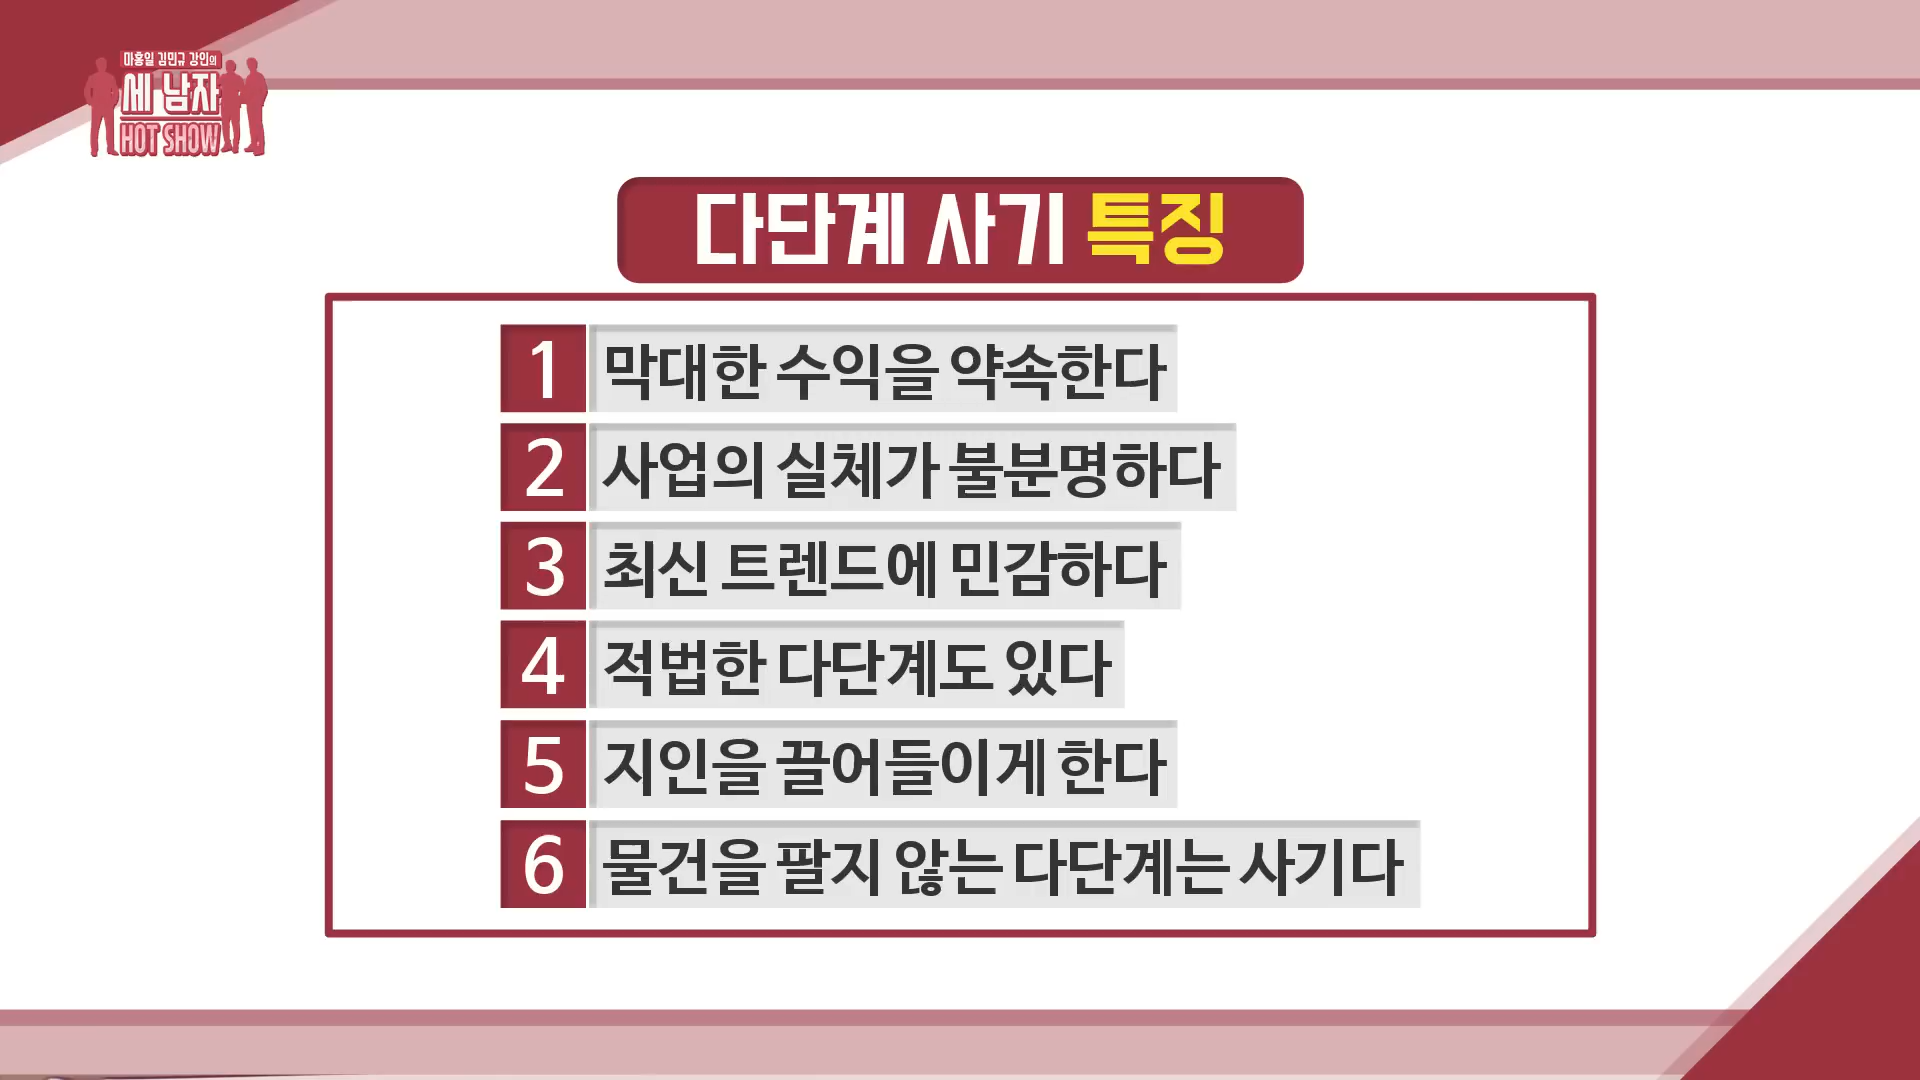 마홍일 김민규 강인의
세 남자
HOT SHOW
다단계 사기 특징
1 막대한 수익을 약속한다
2 사업의 실체가 불분명하다
3 최신 트렌드에 민감하다
4 적법한 다단계도 있다
5 지인을 끌어들이게 한다
6 물건을 팔지 않는 다단계는 사기다